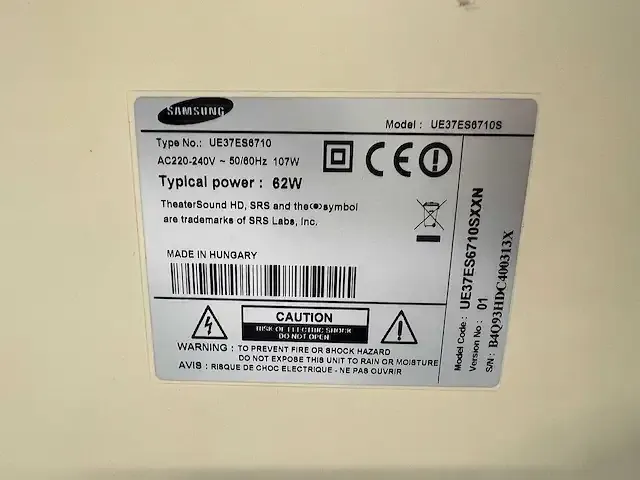 SAMSUNG
Model : UE37ES6710S
Type No.: UE37ES6710
AC220-240V ~ 50/60Hz 107W
Typical power : 62W
TheaterSound HD, SRS and the symbol
are trademarks of SRS Labs, Inc.
MADE IN HUNGARY
CAUTION
RISK OF ELECTRIC SHOCK
DO NOT OPEN
WARNING : TO PREVENT FIRE OR SHOCK HAZARD
DO NOT EXPOSE THIS UNIT TO RAIN OR MOISTURE
AVIS : RISQUE DE CHOC ELECTRIQUE - NE PAS OUVRIR
Model Code : UE37ES6710SXXN
Version No : 01
S/N : B4Q93HDC400313X